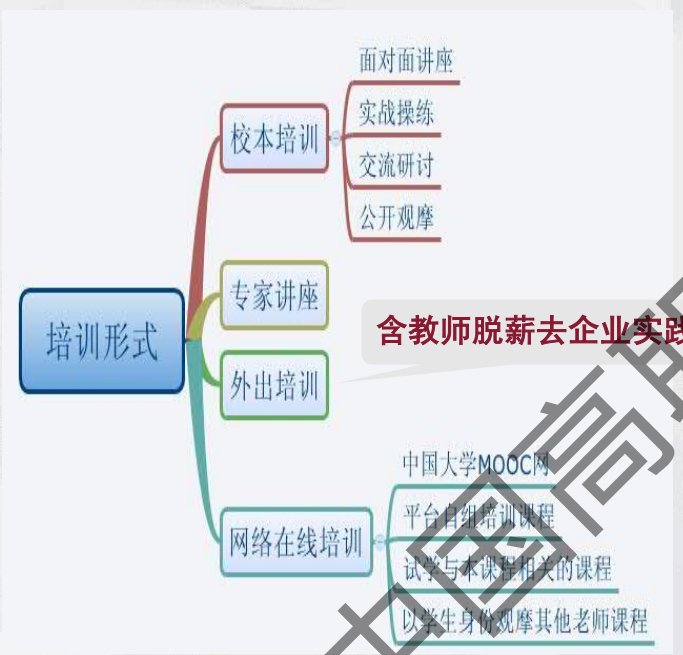 培训形式
校本培训
面对面讲座
实战操练
交流研讨
公开观摩
专家讲座
外出培训
含教师脱薪去企业实践
网络在线培训
中国大学MOOC网
平台自组培训课程
试学与本课程相关的课程
以学生身份观摩其他老师课程
中国高职